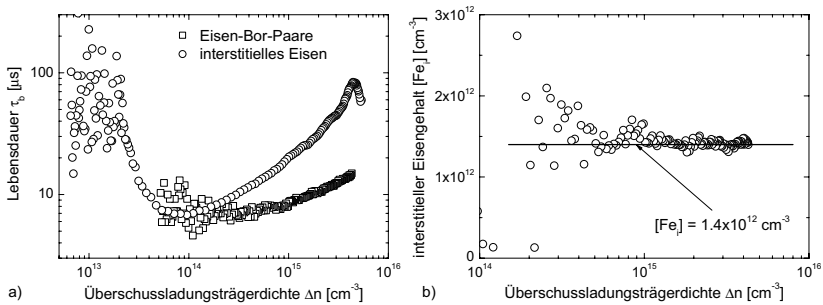 Lebensdauer τb [µs]
100
10
10^13
10^14
10^15
10^16
Überschussladungsträgerdichte Δn [cm^-3]
Eisen-Bor-Paare
interstitielles Eisen
a)
interstitieller Eisengehalt [Fei] [cm^-3]
3x10^12
2x10^12
1x10^12
0
10^14
10^15
10^16
Überschussladungsträgerdichte Δn [cm^-3]
[Fei] = 1.4x10^12 cm^-3
b)